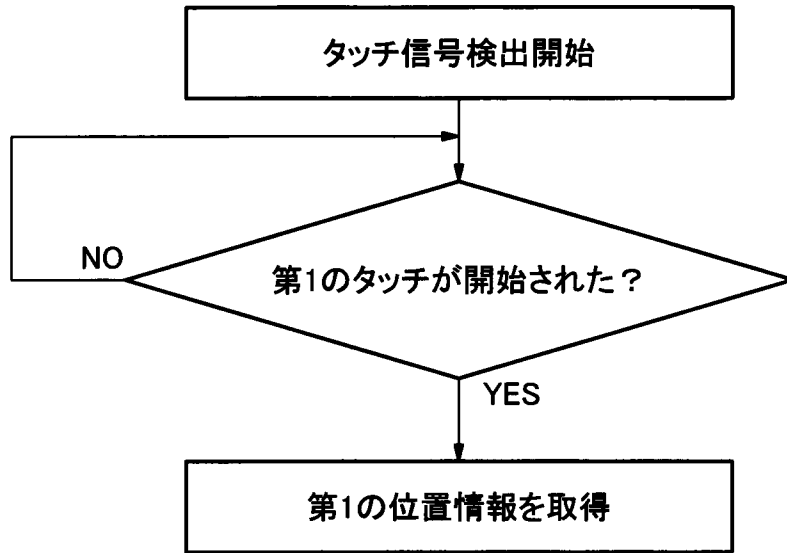 タッチ信号検出開始
NO
第1のタッチが開始された？
YES
第1の位置情報を取得